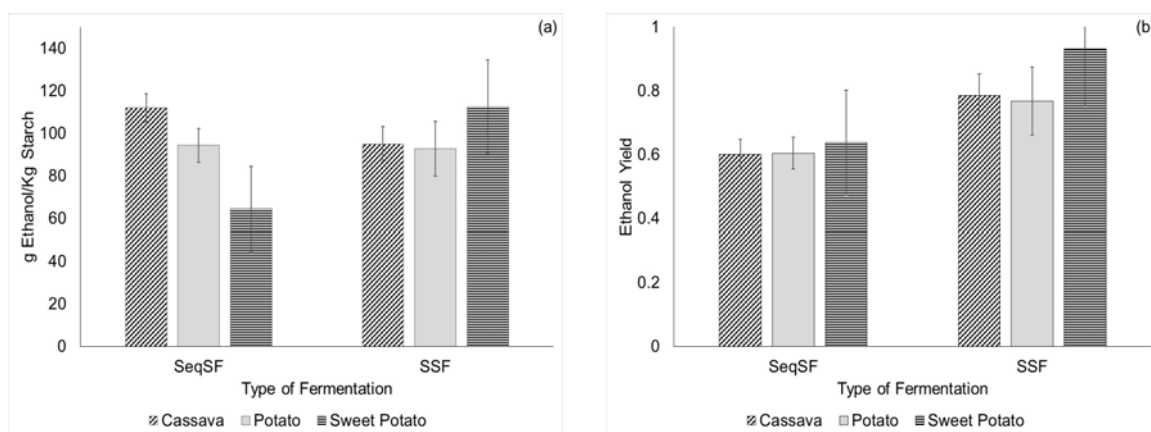 (a)
g Ethanol/Kg Starch
140
120
100
80
60
40
20
0
SeqSF SSF
Type of Fermentation
Cassava Potato Sweet Potato
(b)
Ethanol Yield
1
0.8
0.6
0.4
0.2
0
SeqSF SSF
Type of Fermentation
Cassava Potato Sweet Potato